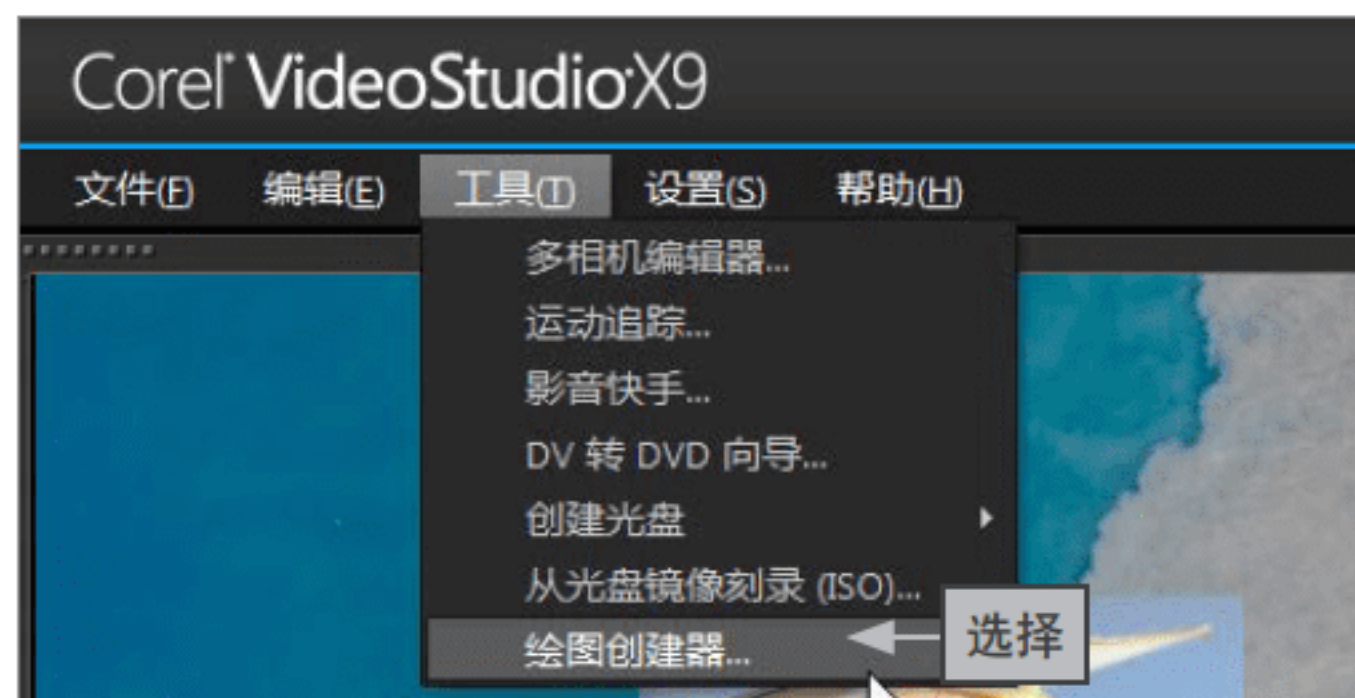 Corel VideoStudio X9
文件(F) 编辑(E) 工具(T) 设置(S) 帮助(H)
多相机编辑器...
运动追踪...
影音快手...
DV 转 DVD 向导...
创建光盘
从光盘镜像刻录 (ISO)...
绘图创建器...
选择